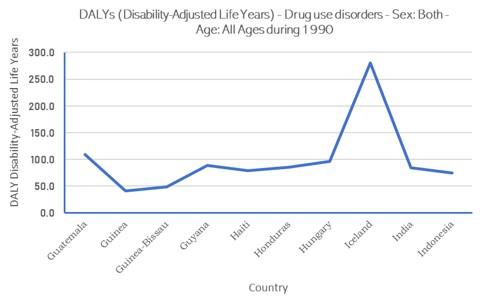 DALYs (Disability-Adjusted Life Years) - Drug use disorders - Sex: Both -
Age: All Ages during 1990
DALY Disability-Adjusted Life Years
300.0
250.0
200.0
150.0
100.0
50.0
0.0
Guatemala
Guinea
Guinea-Bissau
Guyana
Haiti
Honduras
Hungary
Iceland
India
Indonesia
Country